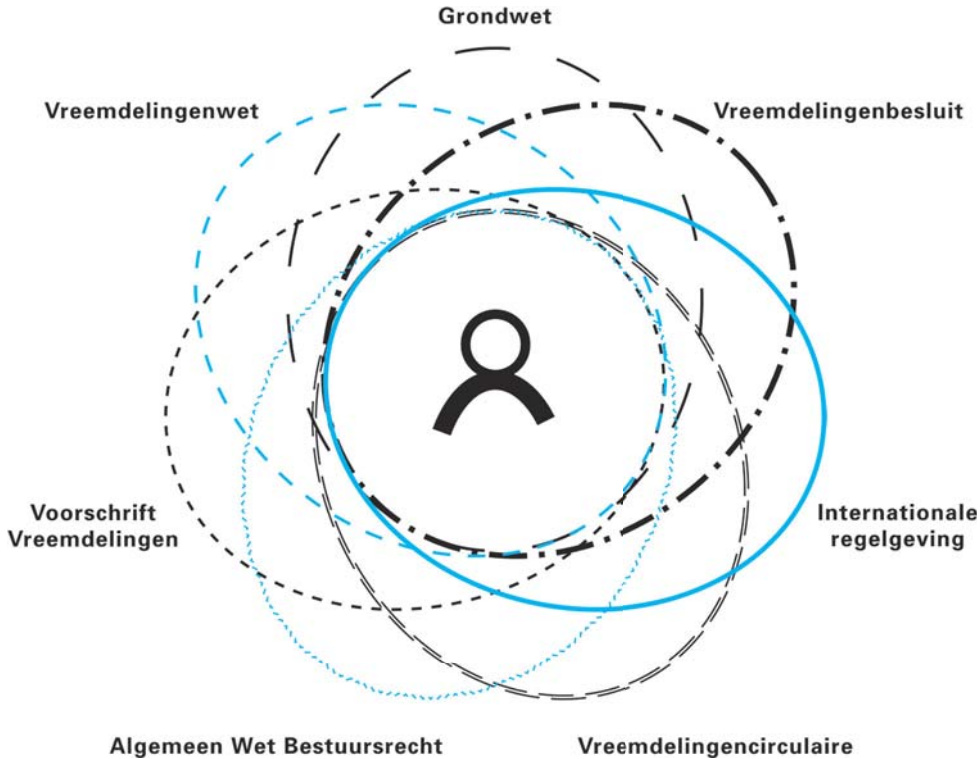 Grondwet
Vreemdelingenwet
Vreemdelingenbesluit
Voorschrift
Vreemdelingen
Internationale
regelgeving
Algemeen Wet Bestuursrecht
Vreemdelingencirculaire